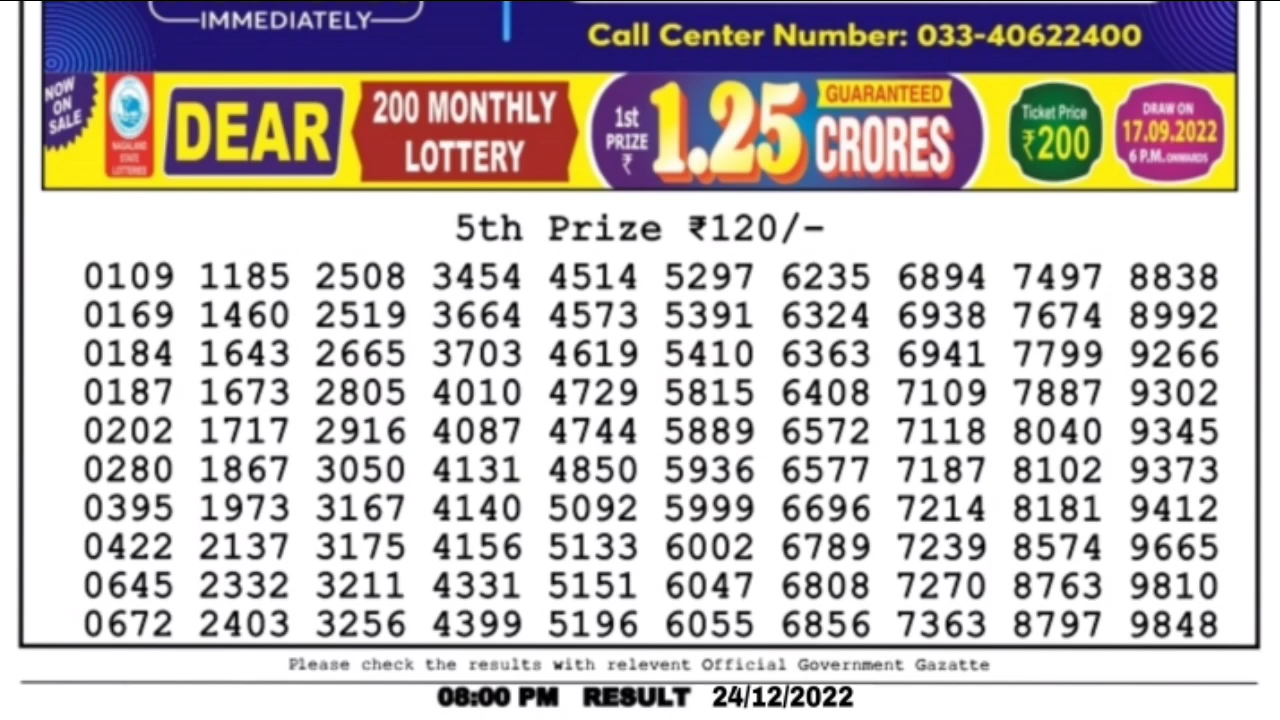 IMMEDIATELY
Call Center Number: 033-40622400
NOW
ON
SALE
NAGALAND
STATE
LOTTERIES
DEAR
200 MONTHLY
LOTTERY
1st
PRIZE
₹
1.25
GUARANTEED
CRORES
Ticket Price
₹200
DRAW ON
17.09.2022
6 P.M. ONWARDS
5th Prize ₹120/-
0109 1185 2508 3454 4514 5297 6235 6894 7497 8838
0169 1460 2519 3664 4573 5391 6324 6938 7674 8992
0184 1643 2665 3703 4619 5410 6363 6941 7799 9266
0187 1673 2805 4010 4729 5815 6408 7109 7887 9302
0202 1717 2916 4087 4744 5889 6572 7118 8040 9345
0280 1867 3050 4131 4850 5936 6577 7187 8102 9373
0395 1973 3167 4140 5092 5999 6696 7214 8181 9412
0422 2137 3175 4156 5133 6002 6789 7239 8574 9665
0645 2332 3211 4331 5151 6047 6808 7270 8763 9810
0672 2403 3256 4399 5196 6055 6856 7363 8797 9848
Please check the results with relevent Official Government Gazatte
08:00 PM RESULT 24/12/2022